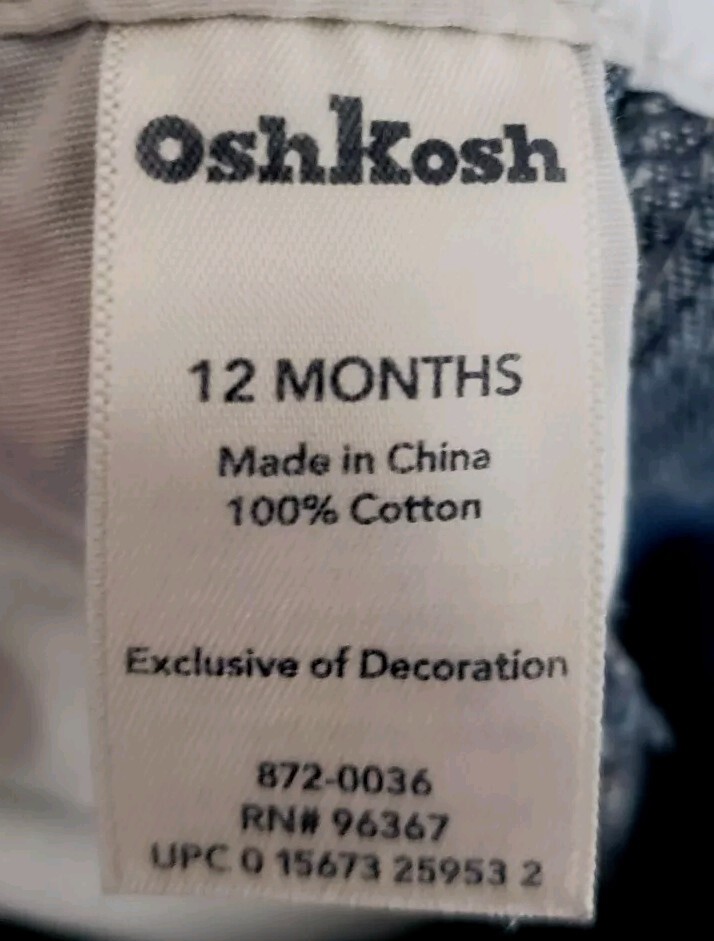 OshKosh
12 MONTHS
Made in China
100% Cotton
Exclusive of Decoration
872-0036
RN# 96367
UPC 0 15673 25953 2